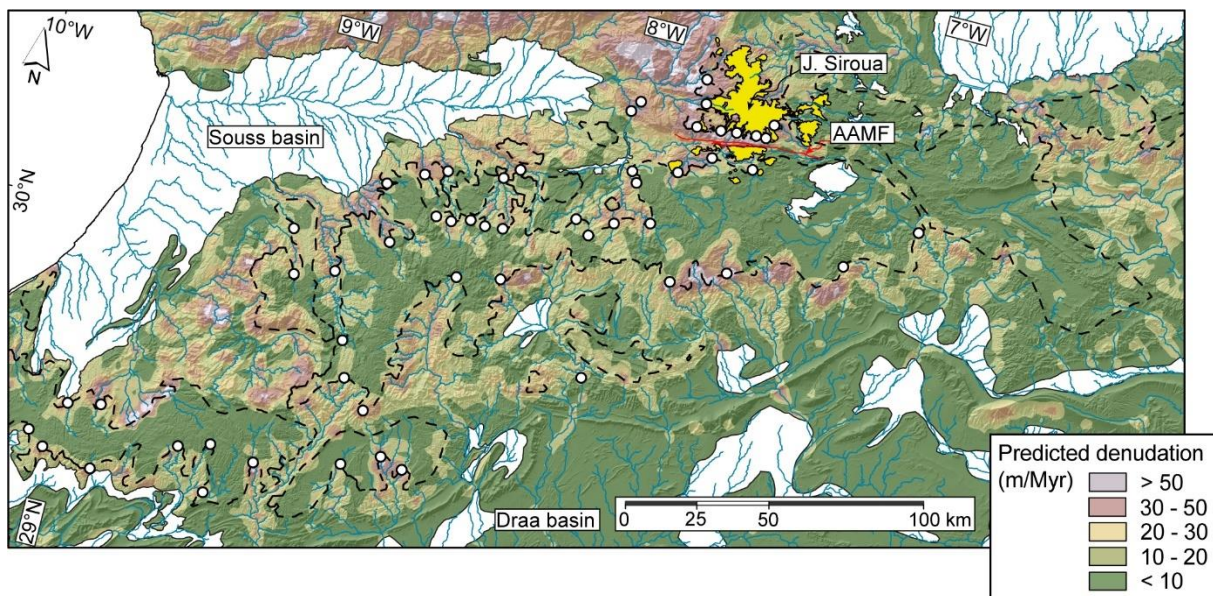 10°W
9°W
8°W
7°W
N
J. Siroua
Souss basin
AAMF
30°N
29°N
Draa basin
0 25 50 100 km
Predicted denudation
(m/Myr)
> 50
30 - 50
20 - 30
10 - 20
< 10